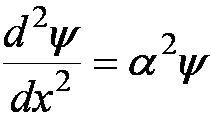 d²ψ/dx² = α²ψ